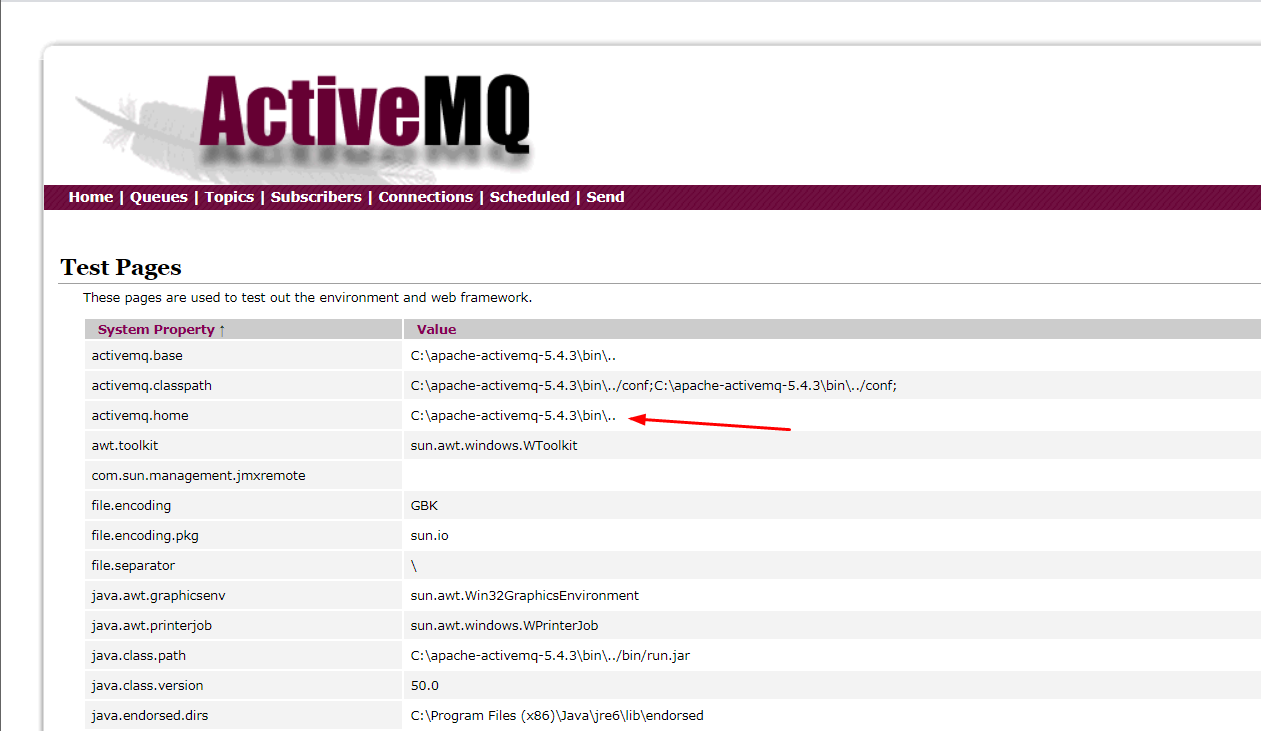 ActiveMQ
Home | Queues | Topics | Subscribers | Connections | Scheduled | Send
Test Pages
These pages are used to test out the environment and web framework.
System Property ↑ Value
activemq.base C:\apache-activemq-5.4.3\bin\..
activemq.classpath C:\apache-activemq-5.4.3\bin\../conf;C:\apache-activemq-5.4.3\bin\../conf;
activemq.home C:\apache-activemq-5.4.3\bin\..
awt.toolkit sun.awt.windows.WToolkit
com.sun.management.jmxremote
file.encoding GBK
file.encoding.pkg sun.io
file.separator \
java.awt.graphicsenv sun.awt.Win32GraphicsEnvironment
java.awt.printerjob sun.awt.windows.WPrinterJob
java.class.path C:\apache-activemq-5.4.3\bin\../bin/run.jar
java.class.version 50.0
java.endorsed.dirs C:\Program Files (x86)\Java\jre6\lib\endorsed